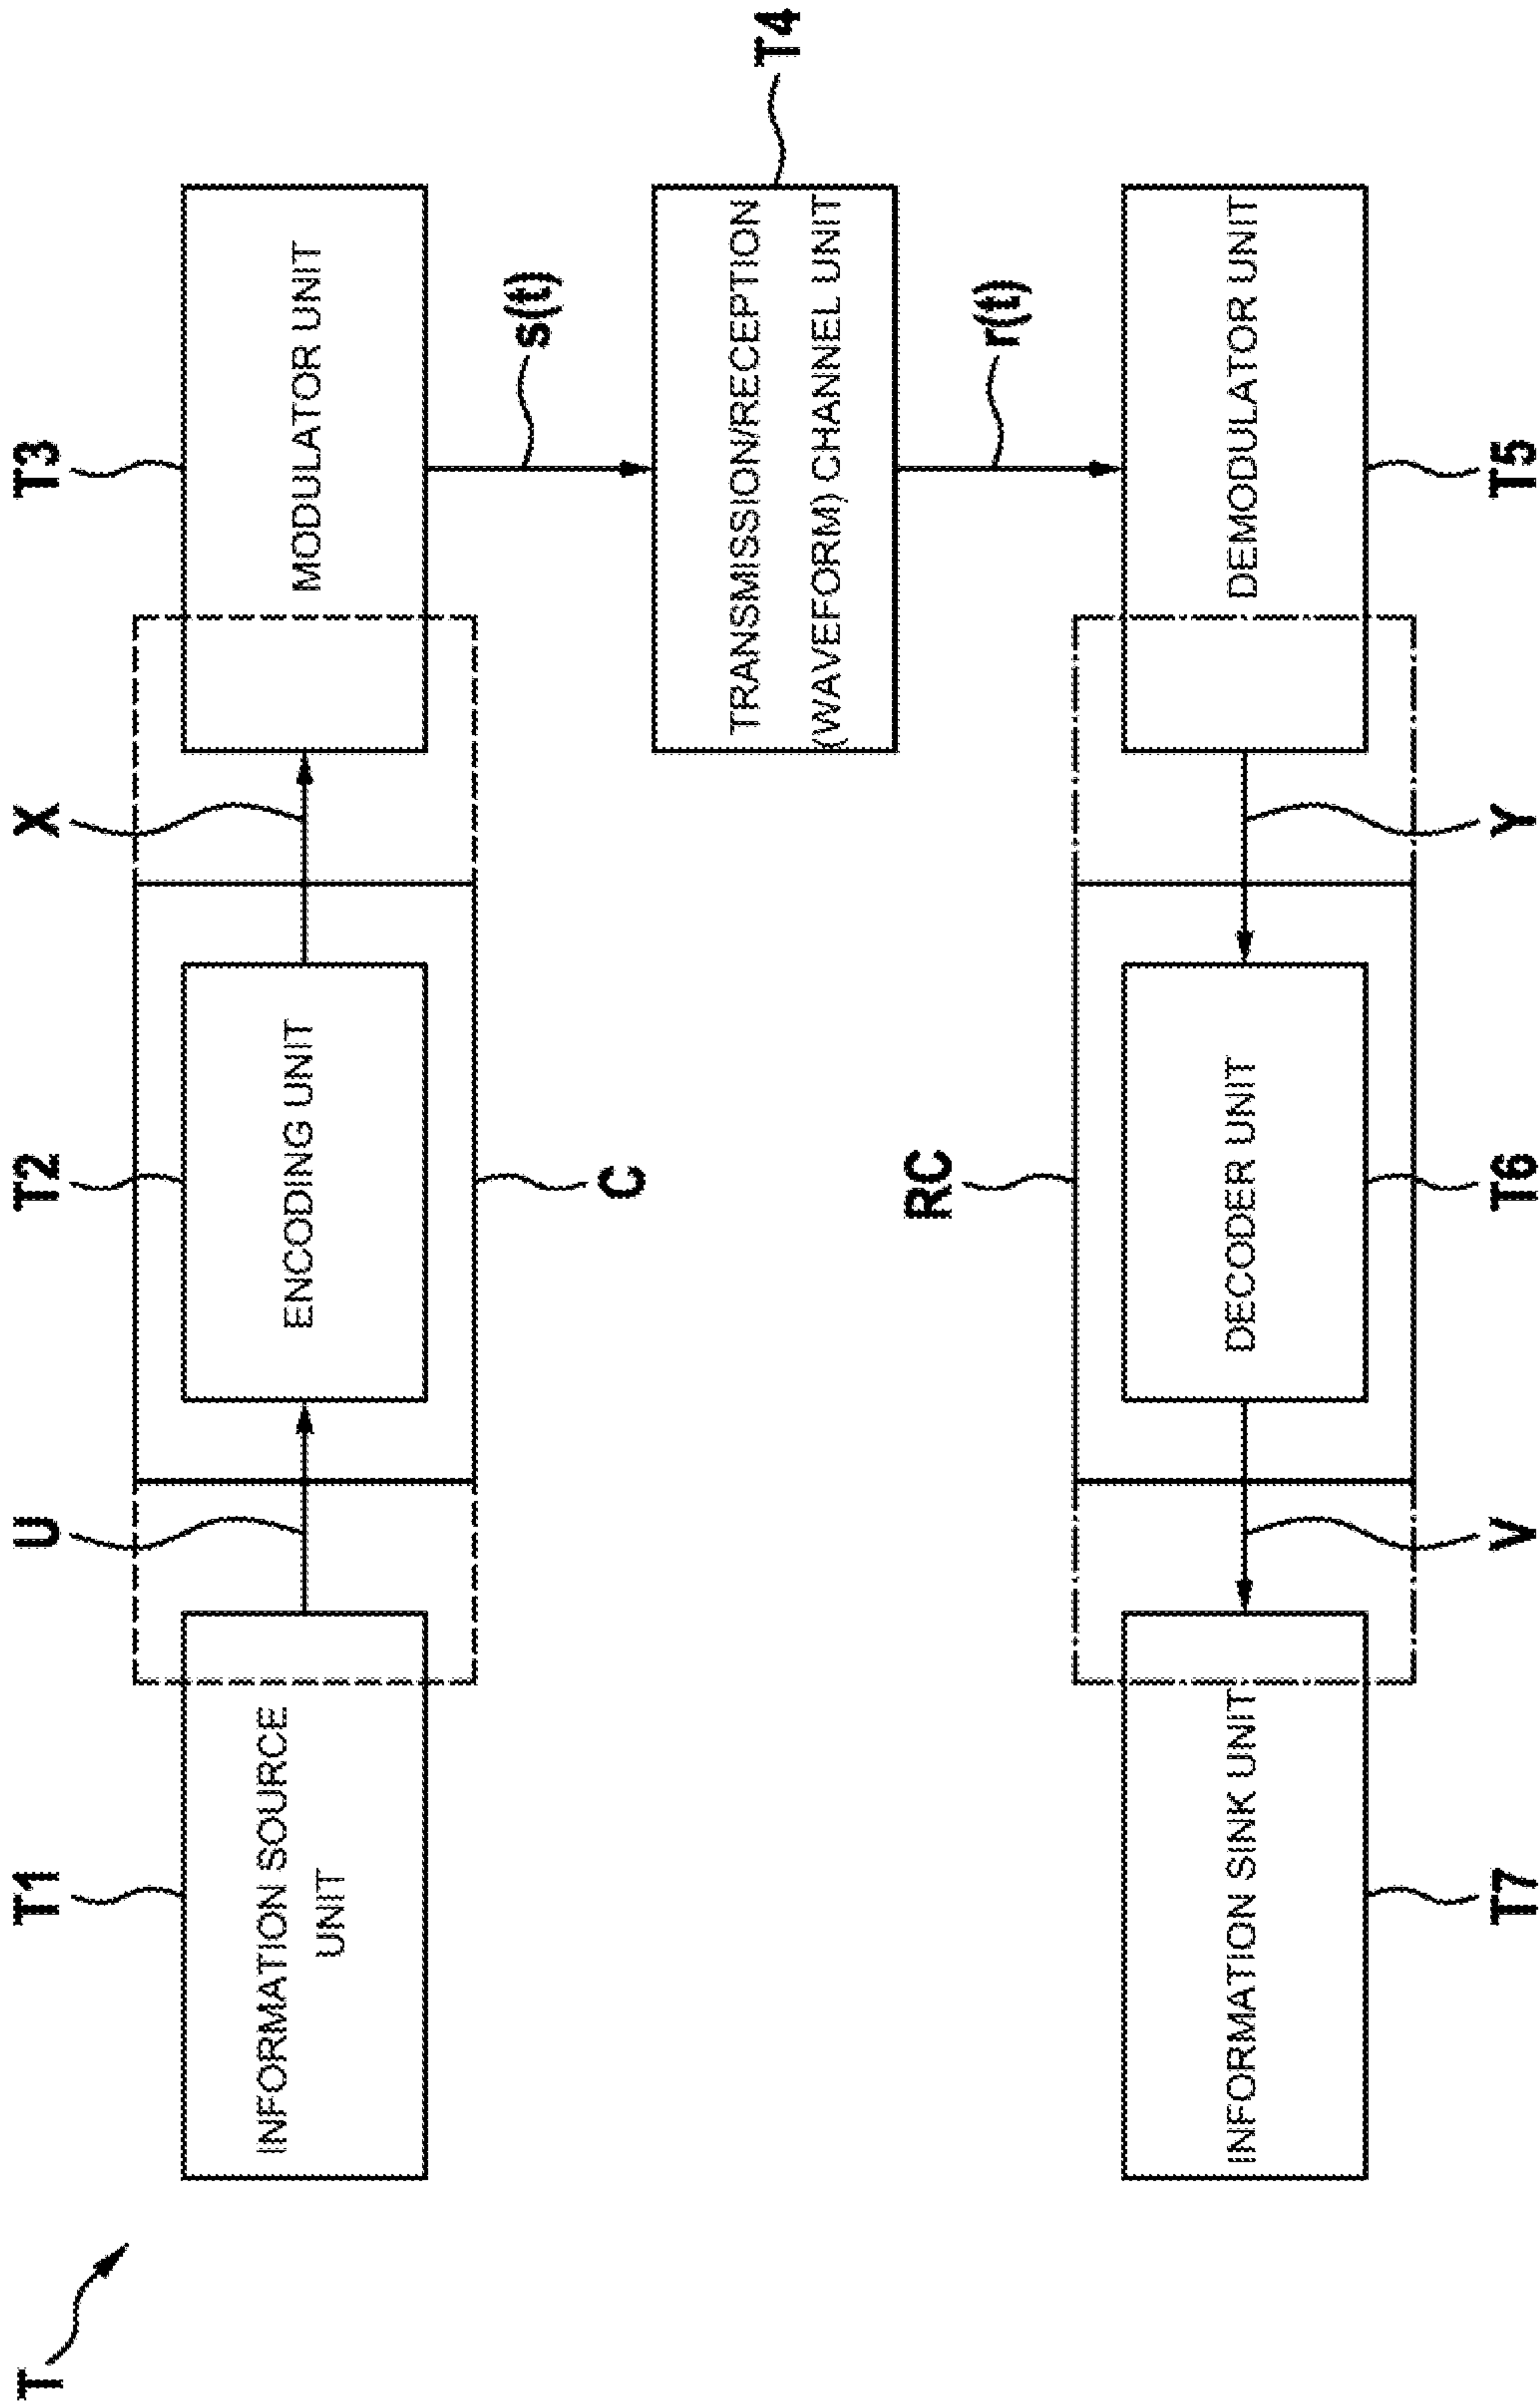 T
T1
U
T2
X
T3
INFORMATION SOURCE
UNIT
ENCODING UNIT
MODULATOR UNIT
C
s(t)
TRANSMISSION/RECEPTION
(WAVEFORM) CHANNEL UNIT
T4
RC
r(t)
INFORMATION SINK UNIT
DECODER UNIT
DEMODULATOR UNIT
T7
V
T6
Y
T5